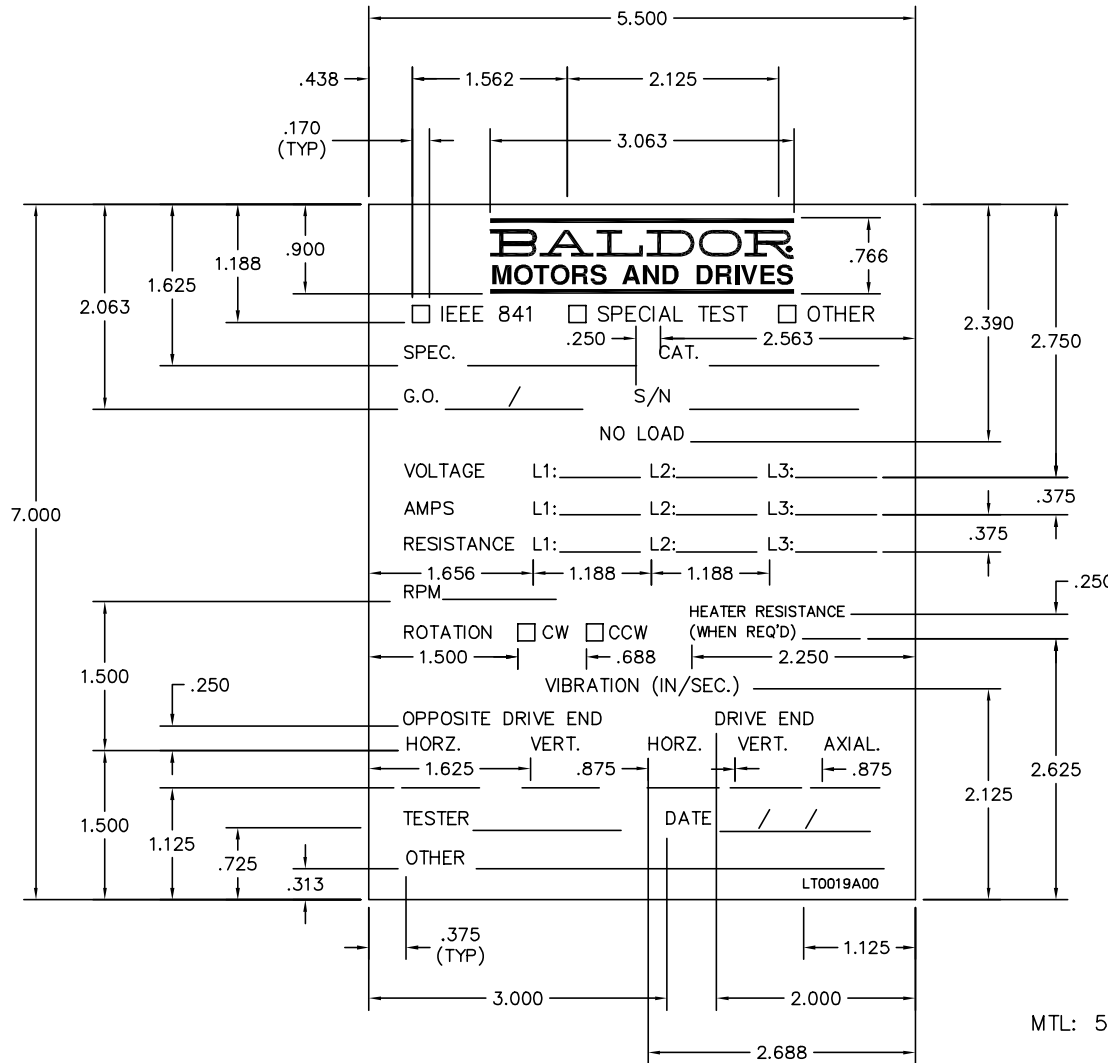 5.500
.438 1.562 2.125
.170
(TYP)
3.063
BALDOR
MOTORS AND DRIVES
.900 .766
1.188
1.625
2.063
2.390
2.750
IEEE 841 SPECIAL TEST OTHER
.250 2.563
SPEC. CAT.
G.O. / S/N
NO LOAD
VOLTAGE L1: L2: L3:
.375
AMPS L1: L2: L3:
7.000
.375
RESISTANCE L1: L2: L3:
1.656 1.188 1.188
RPM
.250
HEATER RESISTANCE
(WHEN REQ'D)
ROTATION CW CCW
1.500 .688 2.250
1.500
.250
VIBRATION (IN/SEC.)
OPPOSITE DRIVE END DRIVE END
HORZ. VERT. HORZ. VERT. AXIAL.
1.625 .875 .875
2.625
2.125
1.500
1.125
.725
.313
TESTER DATE / /
OTHER
LT0019A00
.375
(TYP)
1.125
3.000 2.000
MTL: 5
2.688